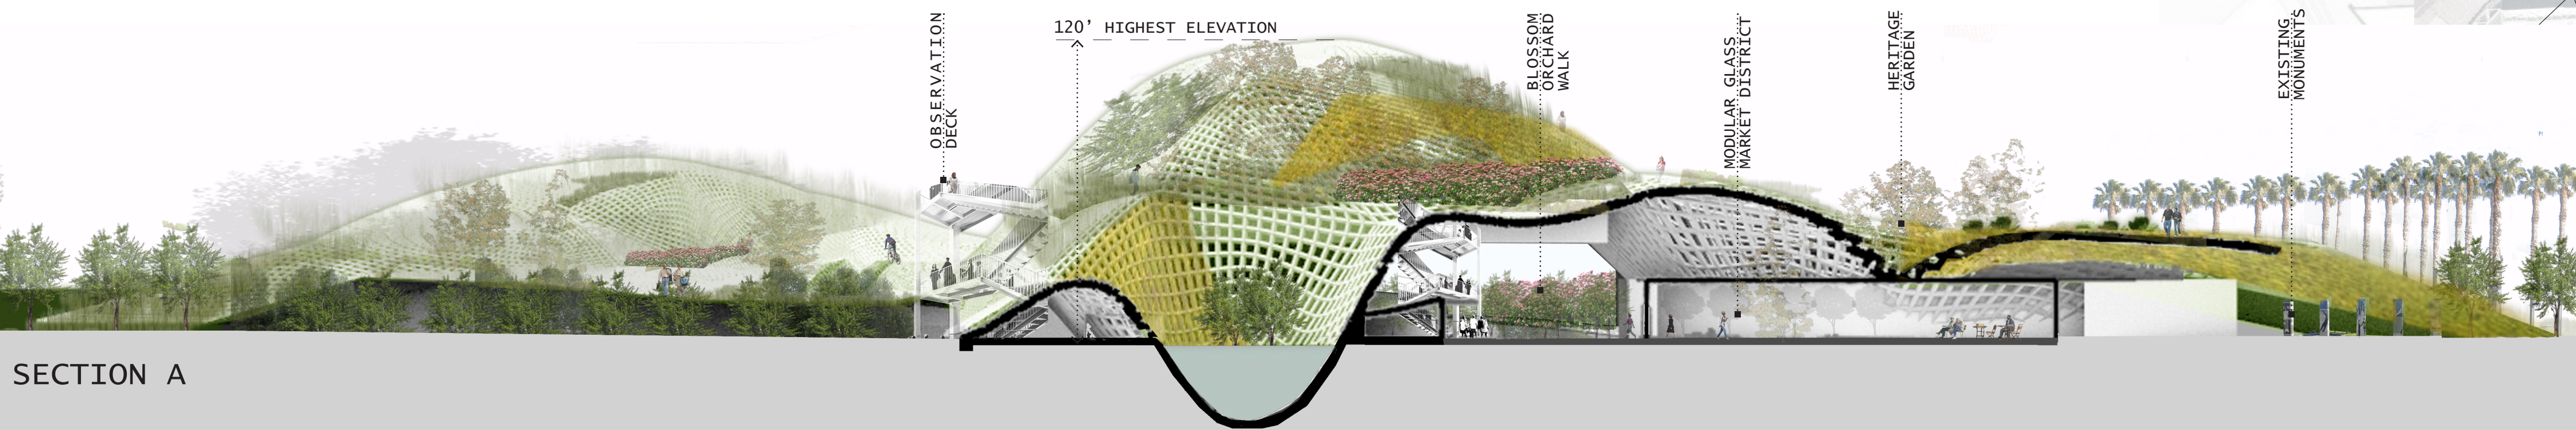 OBSERVATION
DECK
120’ HIGHEST ELEVATION
BLOSSOM
ORCHARD
WALK
MODULAR GLASS
MARKET DISTRICT
HERITAGE
GARDEN
EXISTING
MONUMENTS
SECTION A